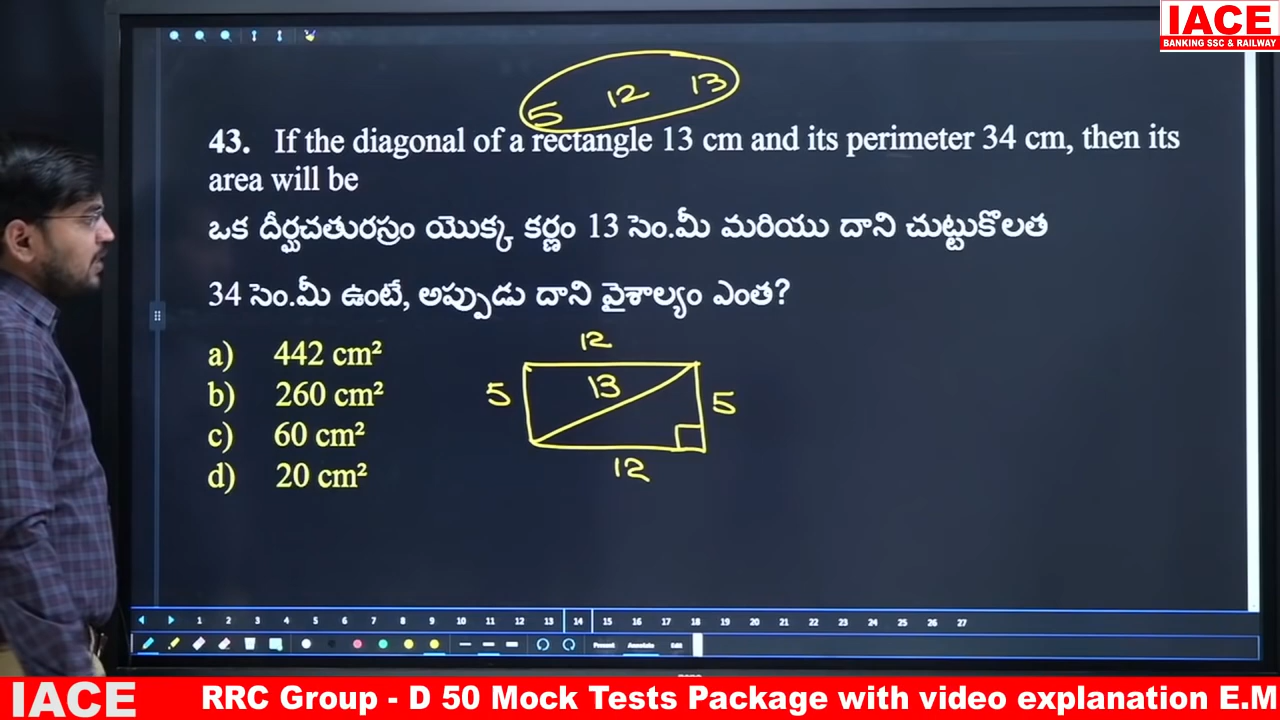 IACE
BANKING SSC & RAILWAY
5 12 13
43. If the diagonal of a rectangle 13 cm and its perimeter 34 cm, then its
area will be
ఒక దీర్ఘచతురస్రం యొక్క కర్ణం 13 సెం.మీ మరియు దాని చుట్టుకొలత
34 సెం.మీ ఉంటే, అప్పుడు దాని వైశాల్యం ఎంత?
a) 442 cm²
b) 260 cm²
c) 60 cm²
d) 20 cm²
12
5 13 5
12
1 2 3 4 5 6 7 8 9 10 11 12 13 14 15 16 17 18 19 20 21 22 23 24 25 26 27
Present Annotate Exit
IACE RRC Group - D 50 Mock Tests Package with video explanation E.M